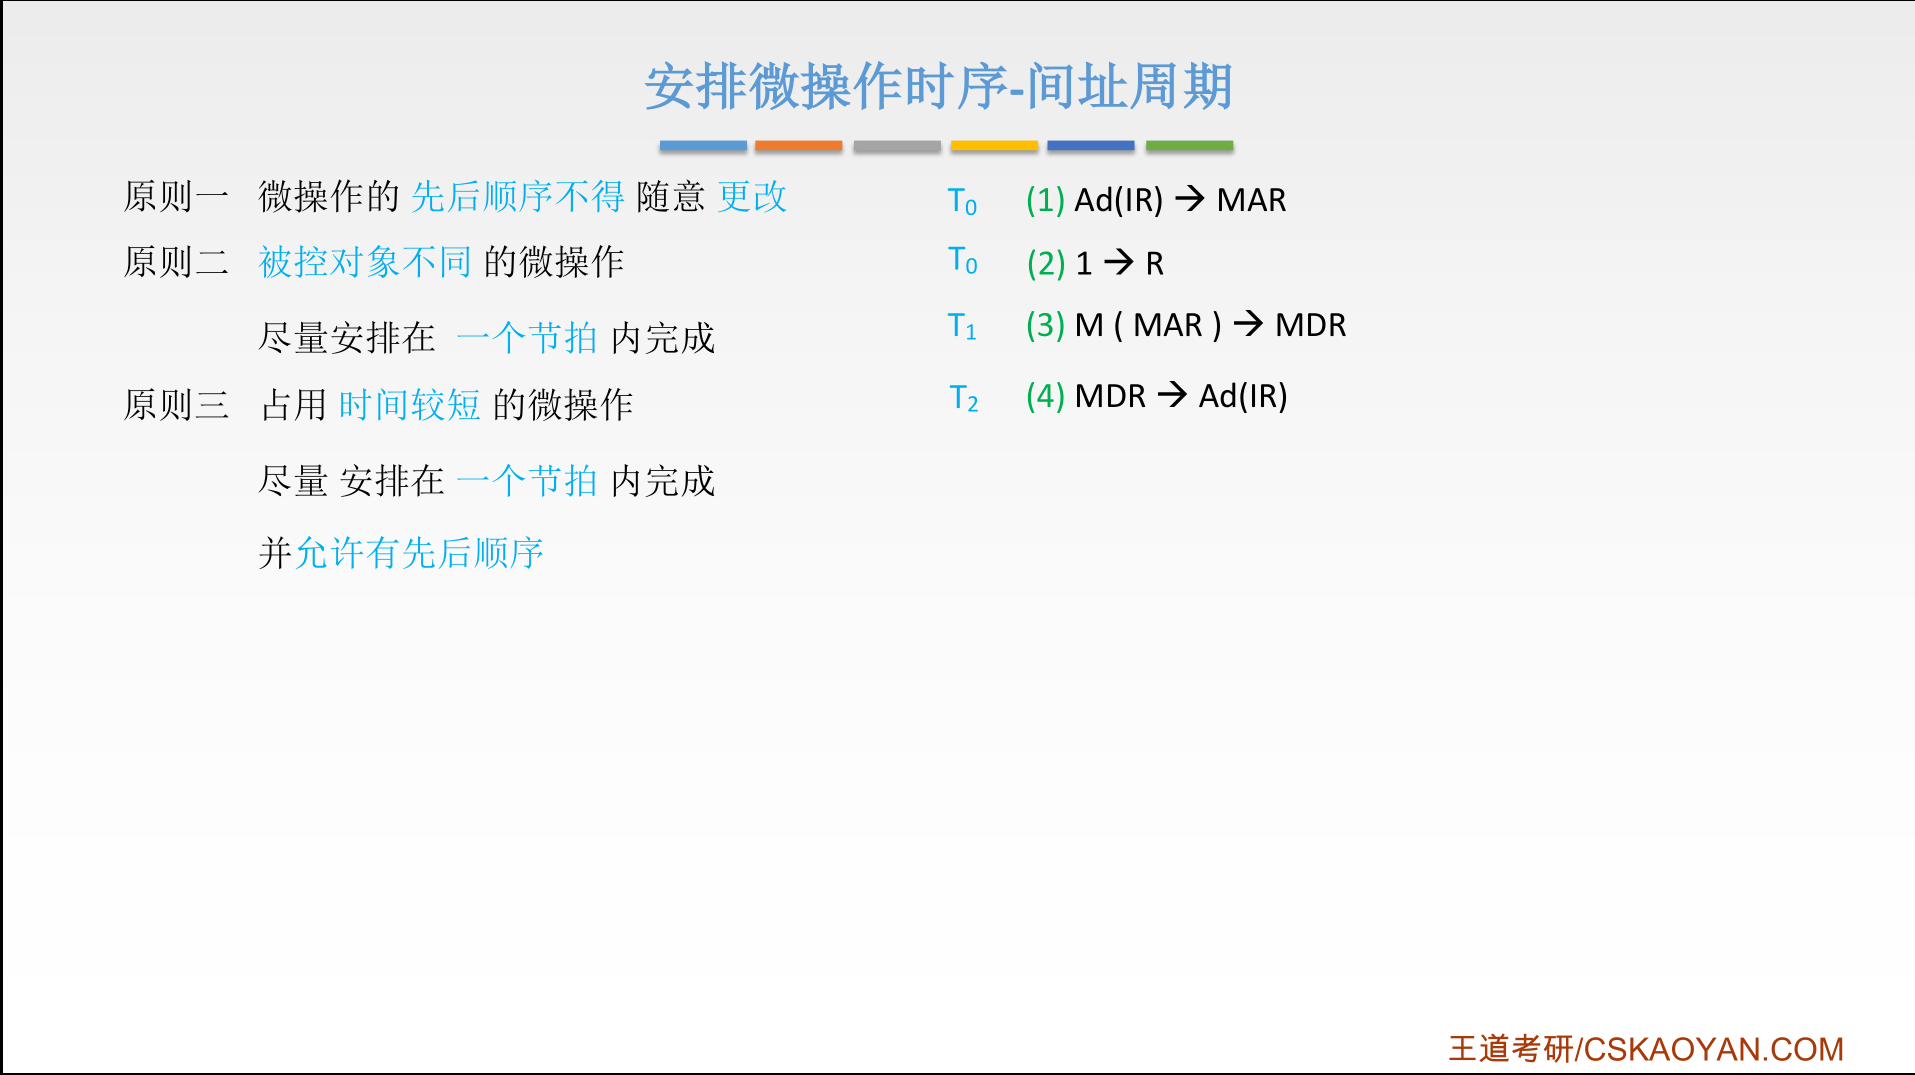 安排微操作时序-间址周期
原则一 微操作的 先后顺序不得 随意 更改
原则二 被控对象不同 的微操作
尽量安排在 一个节拍 内完成
原则三 占用 时间较短 的微操作
尽量 安排在 一个节拍 内完成
并允许有先后顺序
T₀ (1) Ad(IR) → MAR
T₀ (2) 1 → R
T₁ (3) M ( MAR ) → MDR
T₂ (4) MDR → Ad(IR)
王道考研/CSKAOYAN.COM